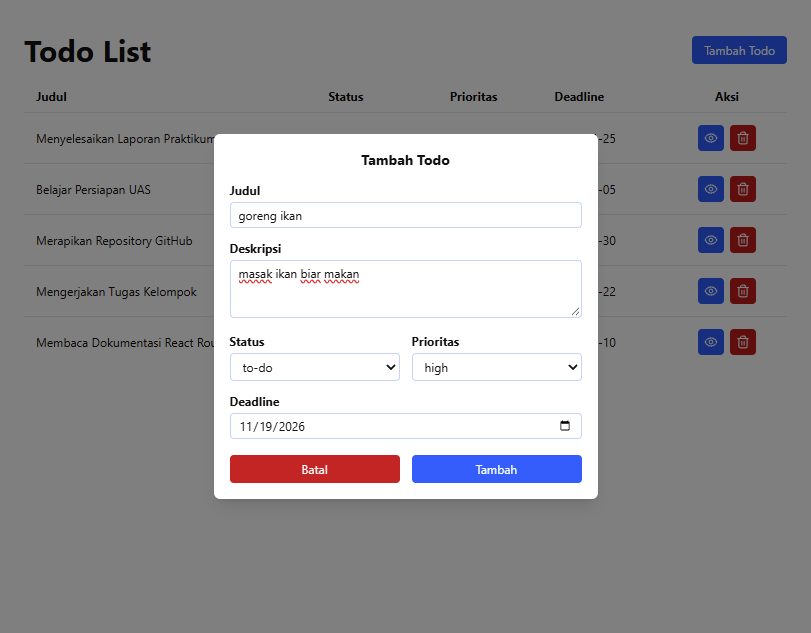 Todo List
Tambah Todo
Judul Status Prioritas Deadline Aksi
Menyelesaikan Laporan Praktikum -25
Belajar Persiapan UAS -05
Merapikan Repository GitHub -30
Mengerjakan Tugas Kelompok -22
Membaca Dokumentasi React -10
Tambah Todo
Judul
goreng ikan
Deskripsi
masak ikan biar makan
Status Prioritas
to-do high
Deadline
11/19/2026
Batal Tambah